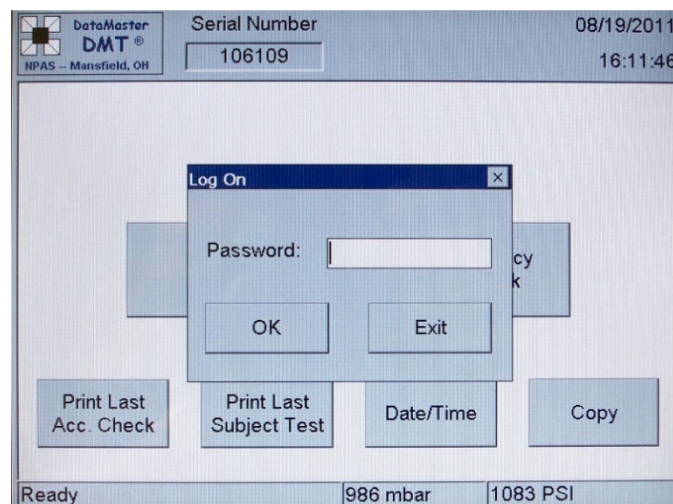 DataMaster
DMT ®
NPAS -- Mansfield, OH
Serial Number
106109
08/19/2011
16:11:46
Log On
Password:
OK
Exit
cy
k
Print Last
Acc. Check
Print Last
Subject Test
Date/Time
Copy
Ready
986 mbar
1083 PSI